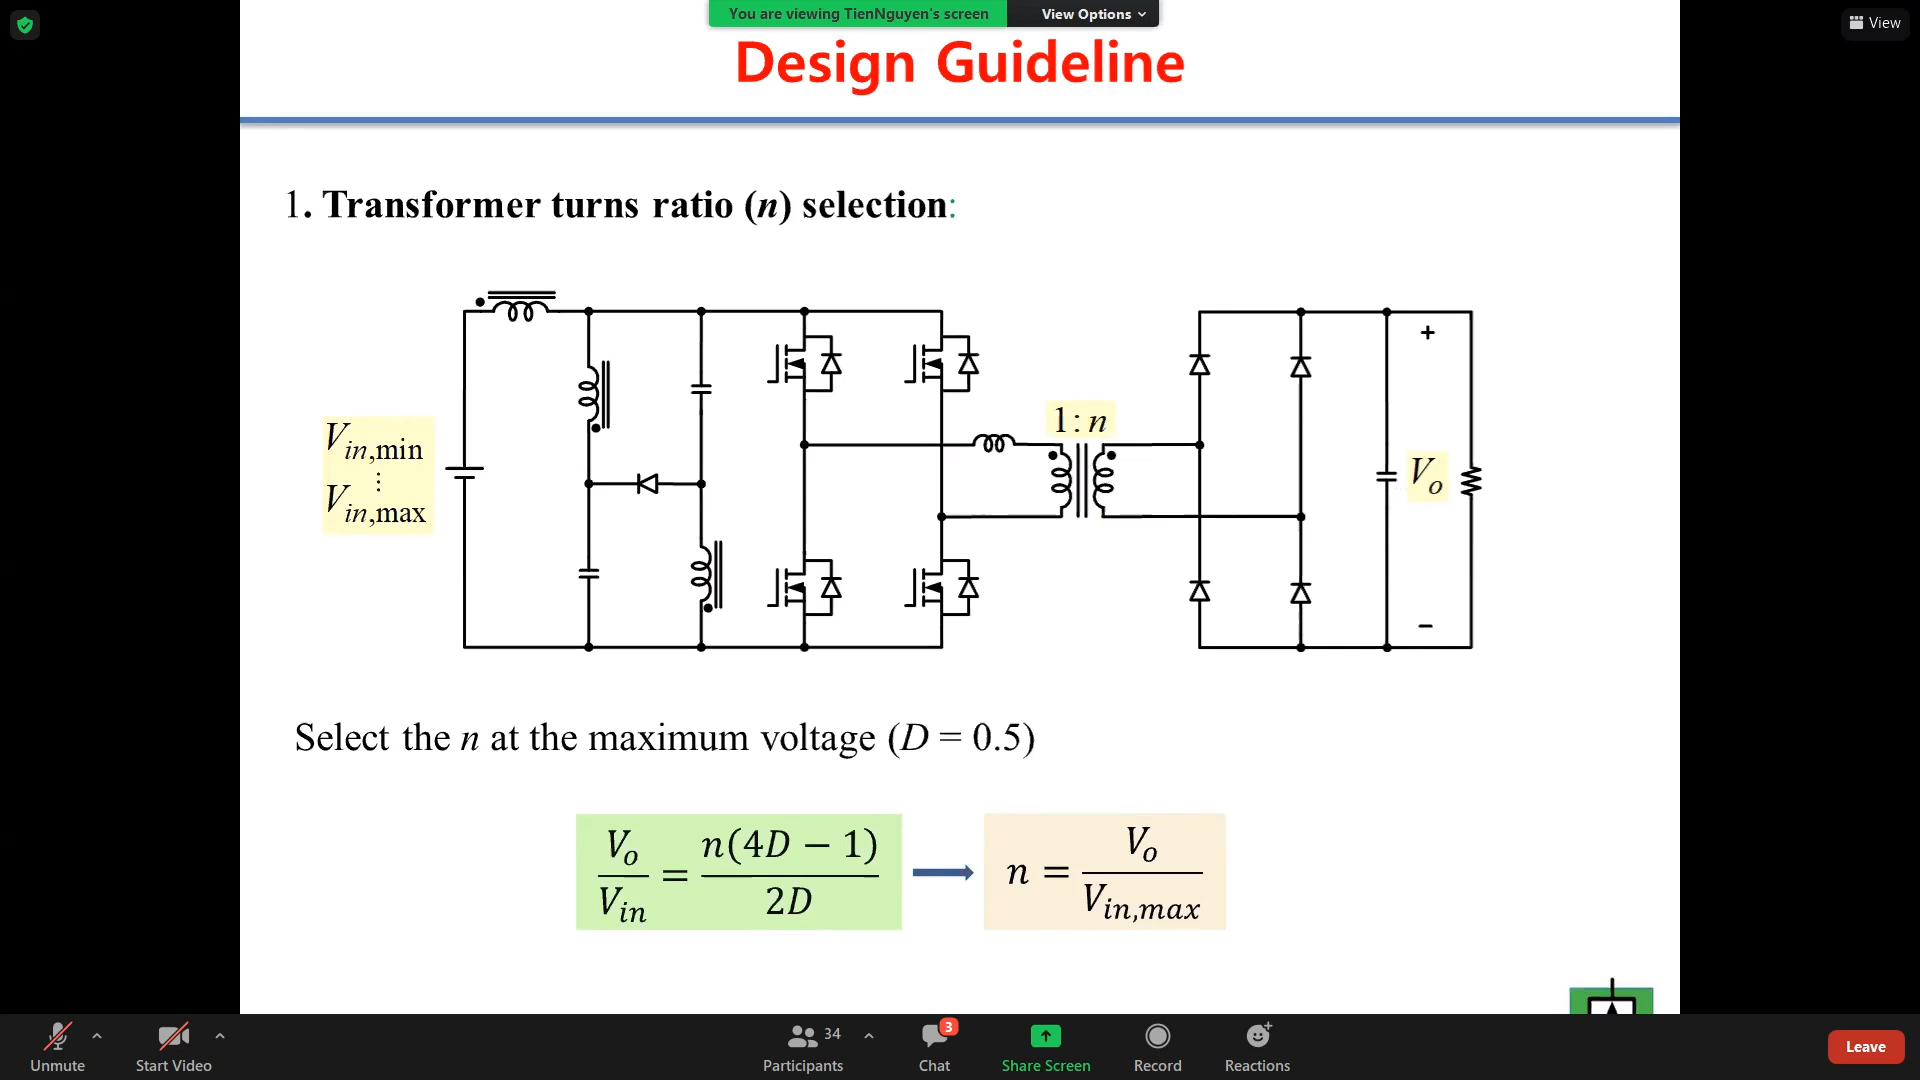 You are viewing TienNguyen's screen
View Options
View
Design Guideline
1. Transformer turns ratio (n) selection:
V_in,min
⋮
V_in,max
1:n
+
V_o
−
Select the n at the maximum voltage (D = 0.5)
V_o/V_in = n(4D − 1)/2D
n = V_o/V_in,max
Unmute
Start Video
34
Participants
3
Chat
Share Screen
Record
Reactions
Leave